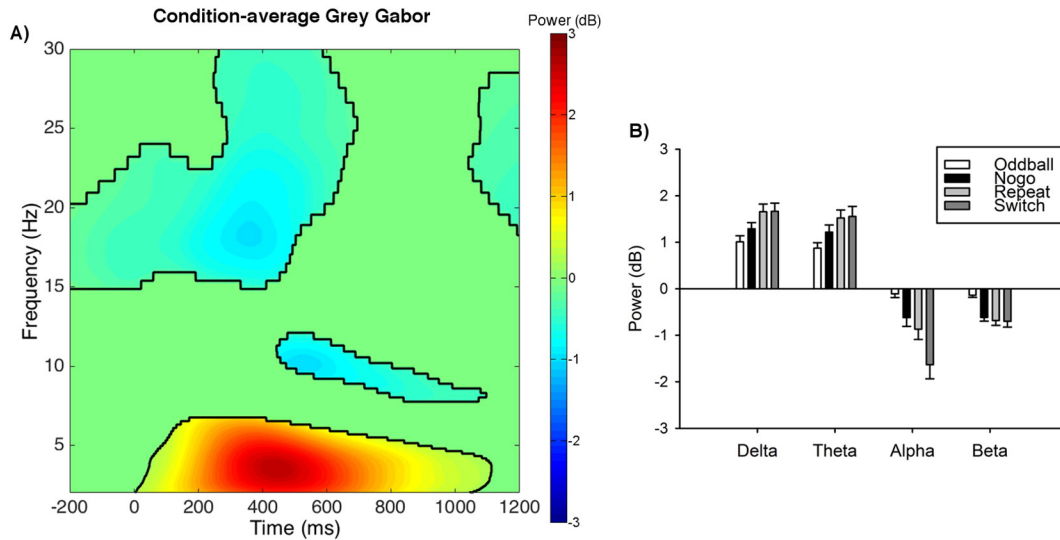 Condition-average Grey Gabor
A)
Power (dB)
30
25
20
15
10
5
Frequency (Hz)
-200 0 200 400 600 800 1000 1200
Time (ms)
3
2
1
0
-1
-2
-3
B)
Oddball
Nogo
Repeat
Switch
3
2
1
0
-1
-2
-3
Power (dB)
Delta Theta Alpha Beta